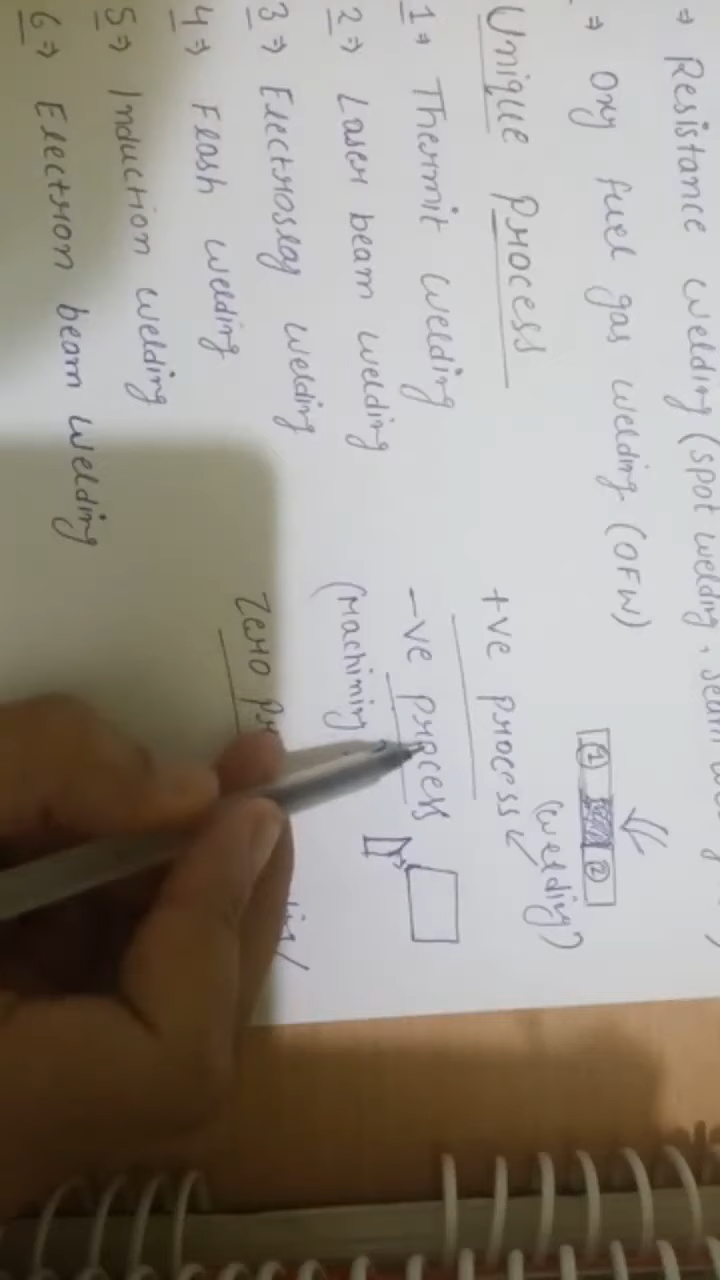 ⇒ Resistance welding (spot welding, seam
⇒ Oxy fuel gas welding (OFW)
Unique Process
1 ⇒ Thermit welding
2 ⇒ Laser beam welding
3 ⇒ Electroslag welding
4 ⇒ Flash welding
5 ⇒ Induction welding
6 ⇒ Electron beam welding
1 2
+ve process
(welding)
-ve process
(Machining
Zero